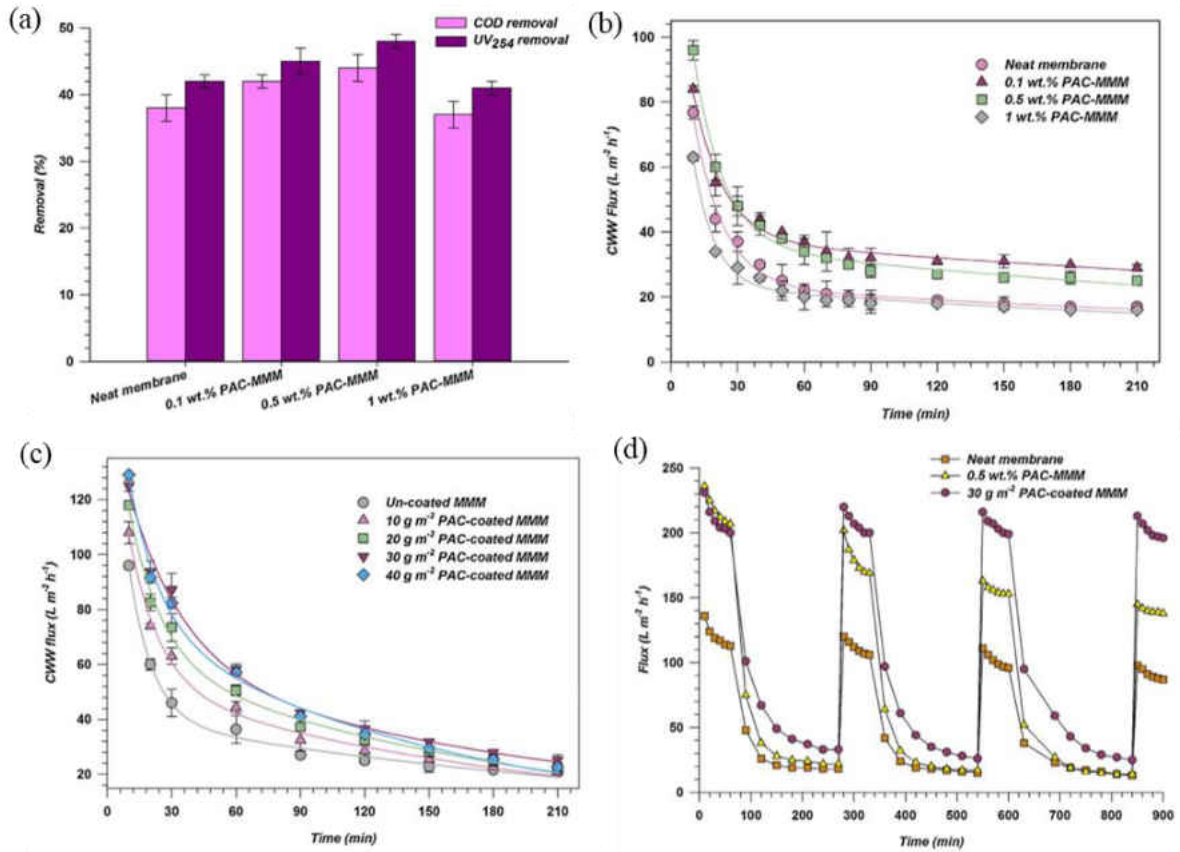 (a)
COD removal
UV254 removal
50
40
30
20
10
0
Removal (%)
Neat membrane
0.1 wt.% PAC-MMM
0.5 wt.% PAC-MMM
1 wt.% PAC-MMM
(b)
Neat membrane
0.1 wt.% PAC-MMM
0.5 wt.% PAC-MMM
1 wt.% PAC-MMM
100
80
60
40
20
0
CWW Flux (L m-2 h-1)
0 30 60 90 120 150 180 210
Time (min)
(c)
Un-coated MMM
10 g m-2 PAC-coated MMM
20 g m-2 PAC-coated MMM
30 g m-2 PAC-coated MMM
40 g m-2 PAC-coated MMM
120
100
80
60
40
20
CWW flux (L m-2 h-1)
0 30 60 90 120 150 180 210
Time (min)
(d)
Neat membrane
0.5 wt.% PAC-MMM
30 g m-2 PAC-coated MMM
250
200
150
100
50
0
Flux (L m-2 h-1)
0 100 200 300 400 500 600 700 800 900
Time (min)